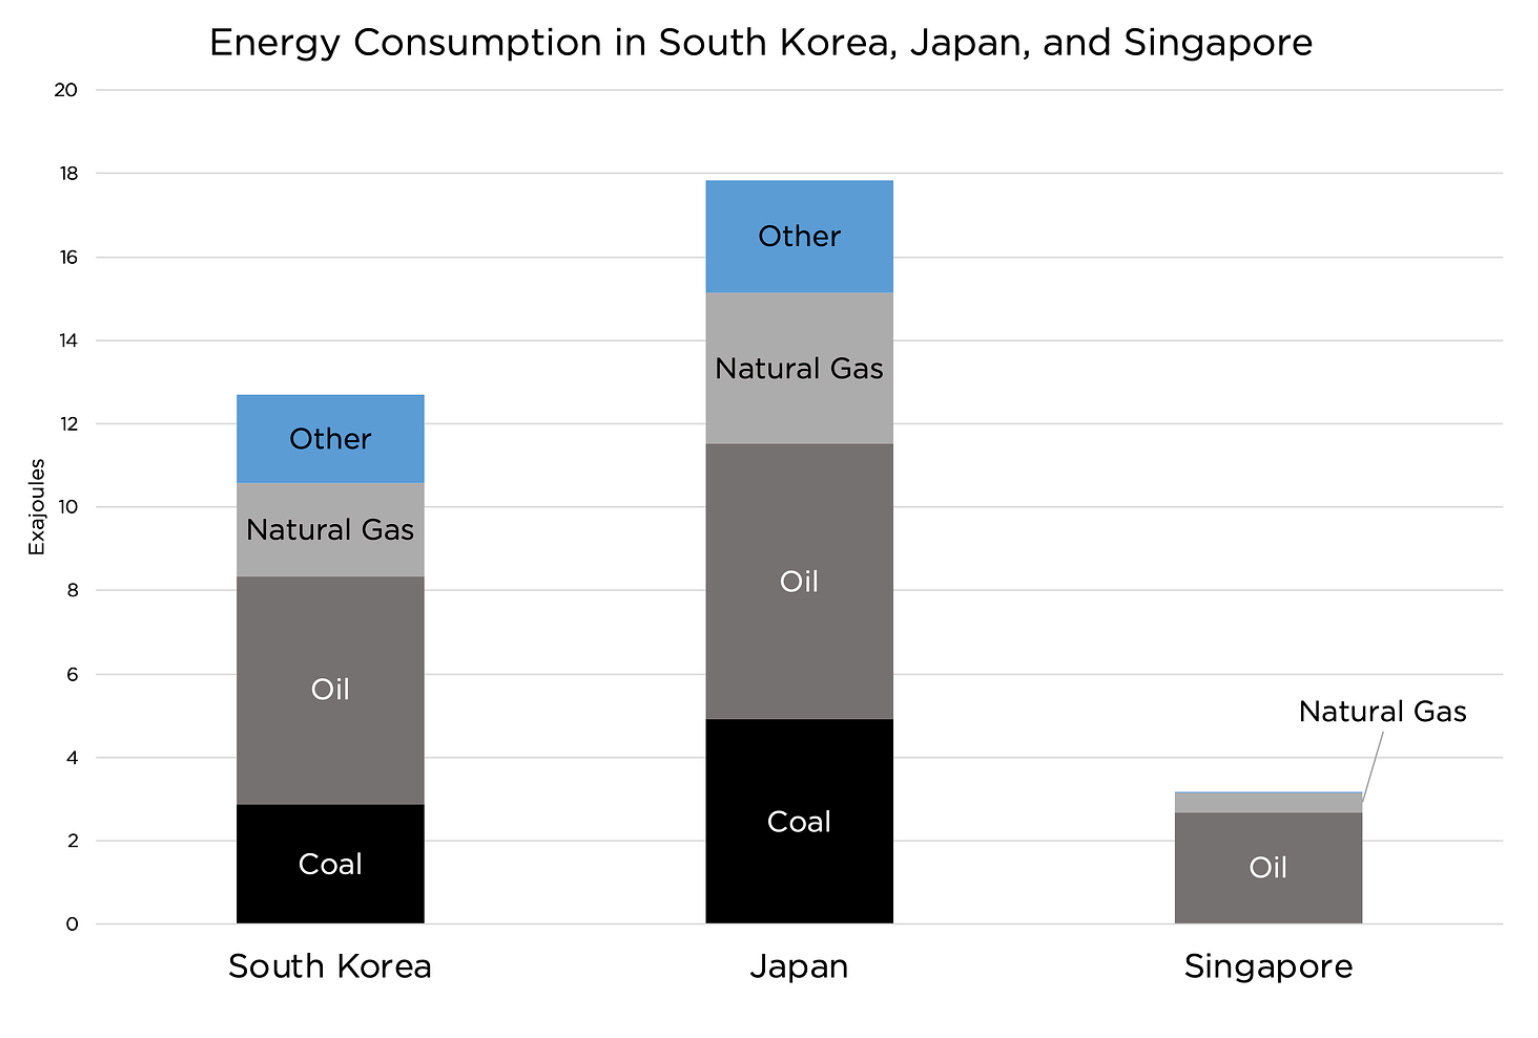 Energy Consumption in South Korea, Japan, and Singapore
Exajoules
20
18
16
14
12
10
8
6
4
2
0
Other
Natural Gas
Oil
Coal
Other
Natural Gas
Oil
Coal
Natural Gas
Oil
South Korea
Japan
Singapore